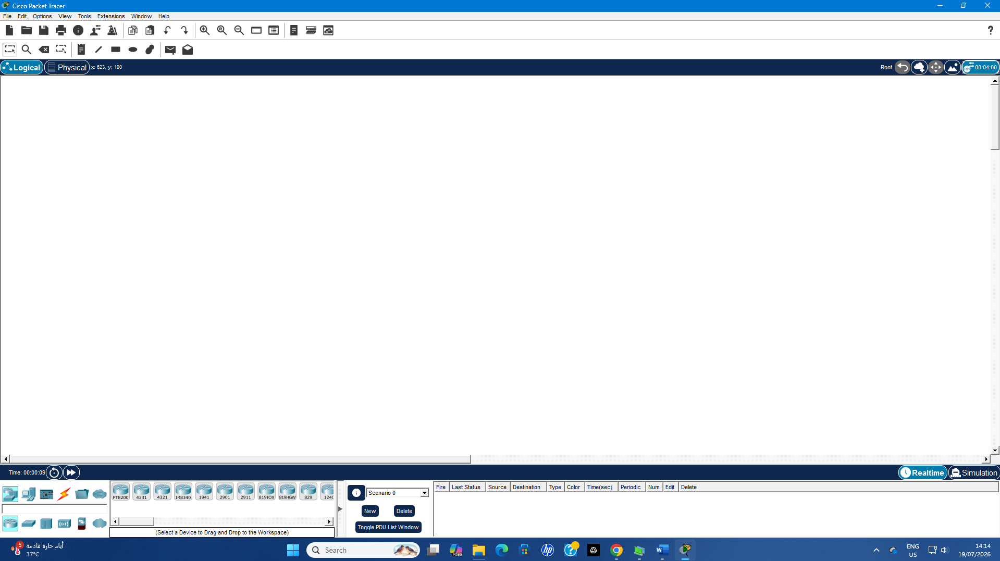 Cisco Packet Tracer
File Edit Options View Tools Extensions Window Help
?
Logical Physical x: 623, y: 100 Root 00:04:00
Time: 00:00:09 Realtime Simulation
PT8200 4331 4321 IR8340 1941 2901 2911 819IOX 819HGW 829 1240
(Select a Device to Drag and Drop to the Workspace)
Scenario 0
New Delete
Toggle PDU List Window
Fire Last Status Source Destination Type Color Time(sec) Periodic Num Edit Delete
5 أيام حارة قادمة
37°C
Search
M365
hp
?
W
ENG
US
14:14
19/07/2026